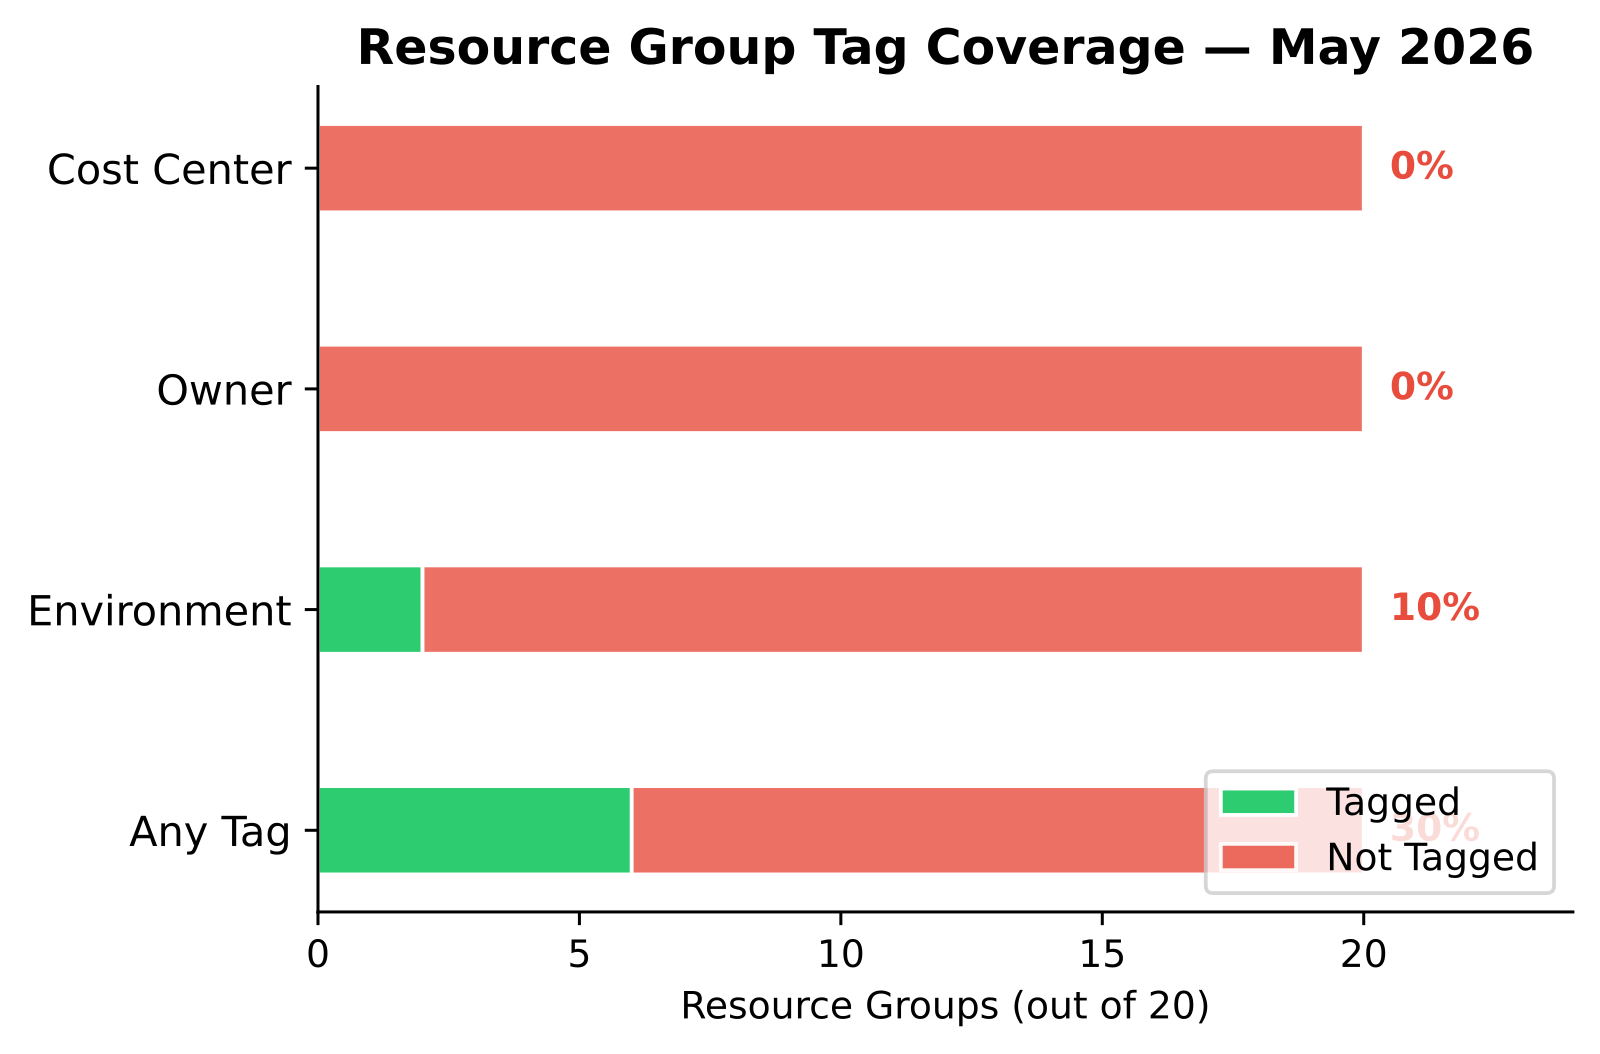 Resource Group Tag Coverage — May 2026
Cost Center
0%
Owner
0%
Environment
10%
Any Tag
30%
Tagged
Not Tagged
0 5 10 15 20
Resource Groups (out of 20)